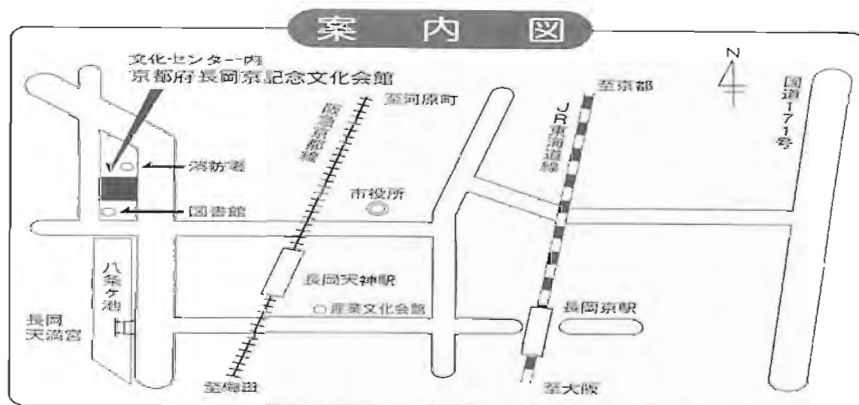 案内図
文化センター内
京都府長岡京記念文化会館
至河原町
阪急京都線
至京都
JR東海道線
N
国道171号
消防署
市役所
図書館
八条ヶ池
長岡天神駅
産業文化会館
長岡京駅
長岡
天満宮
至梅田
至大阪